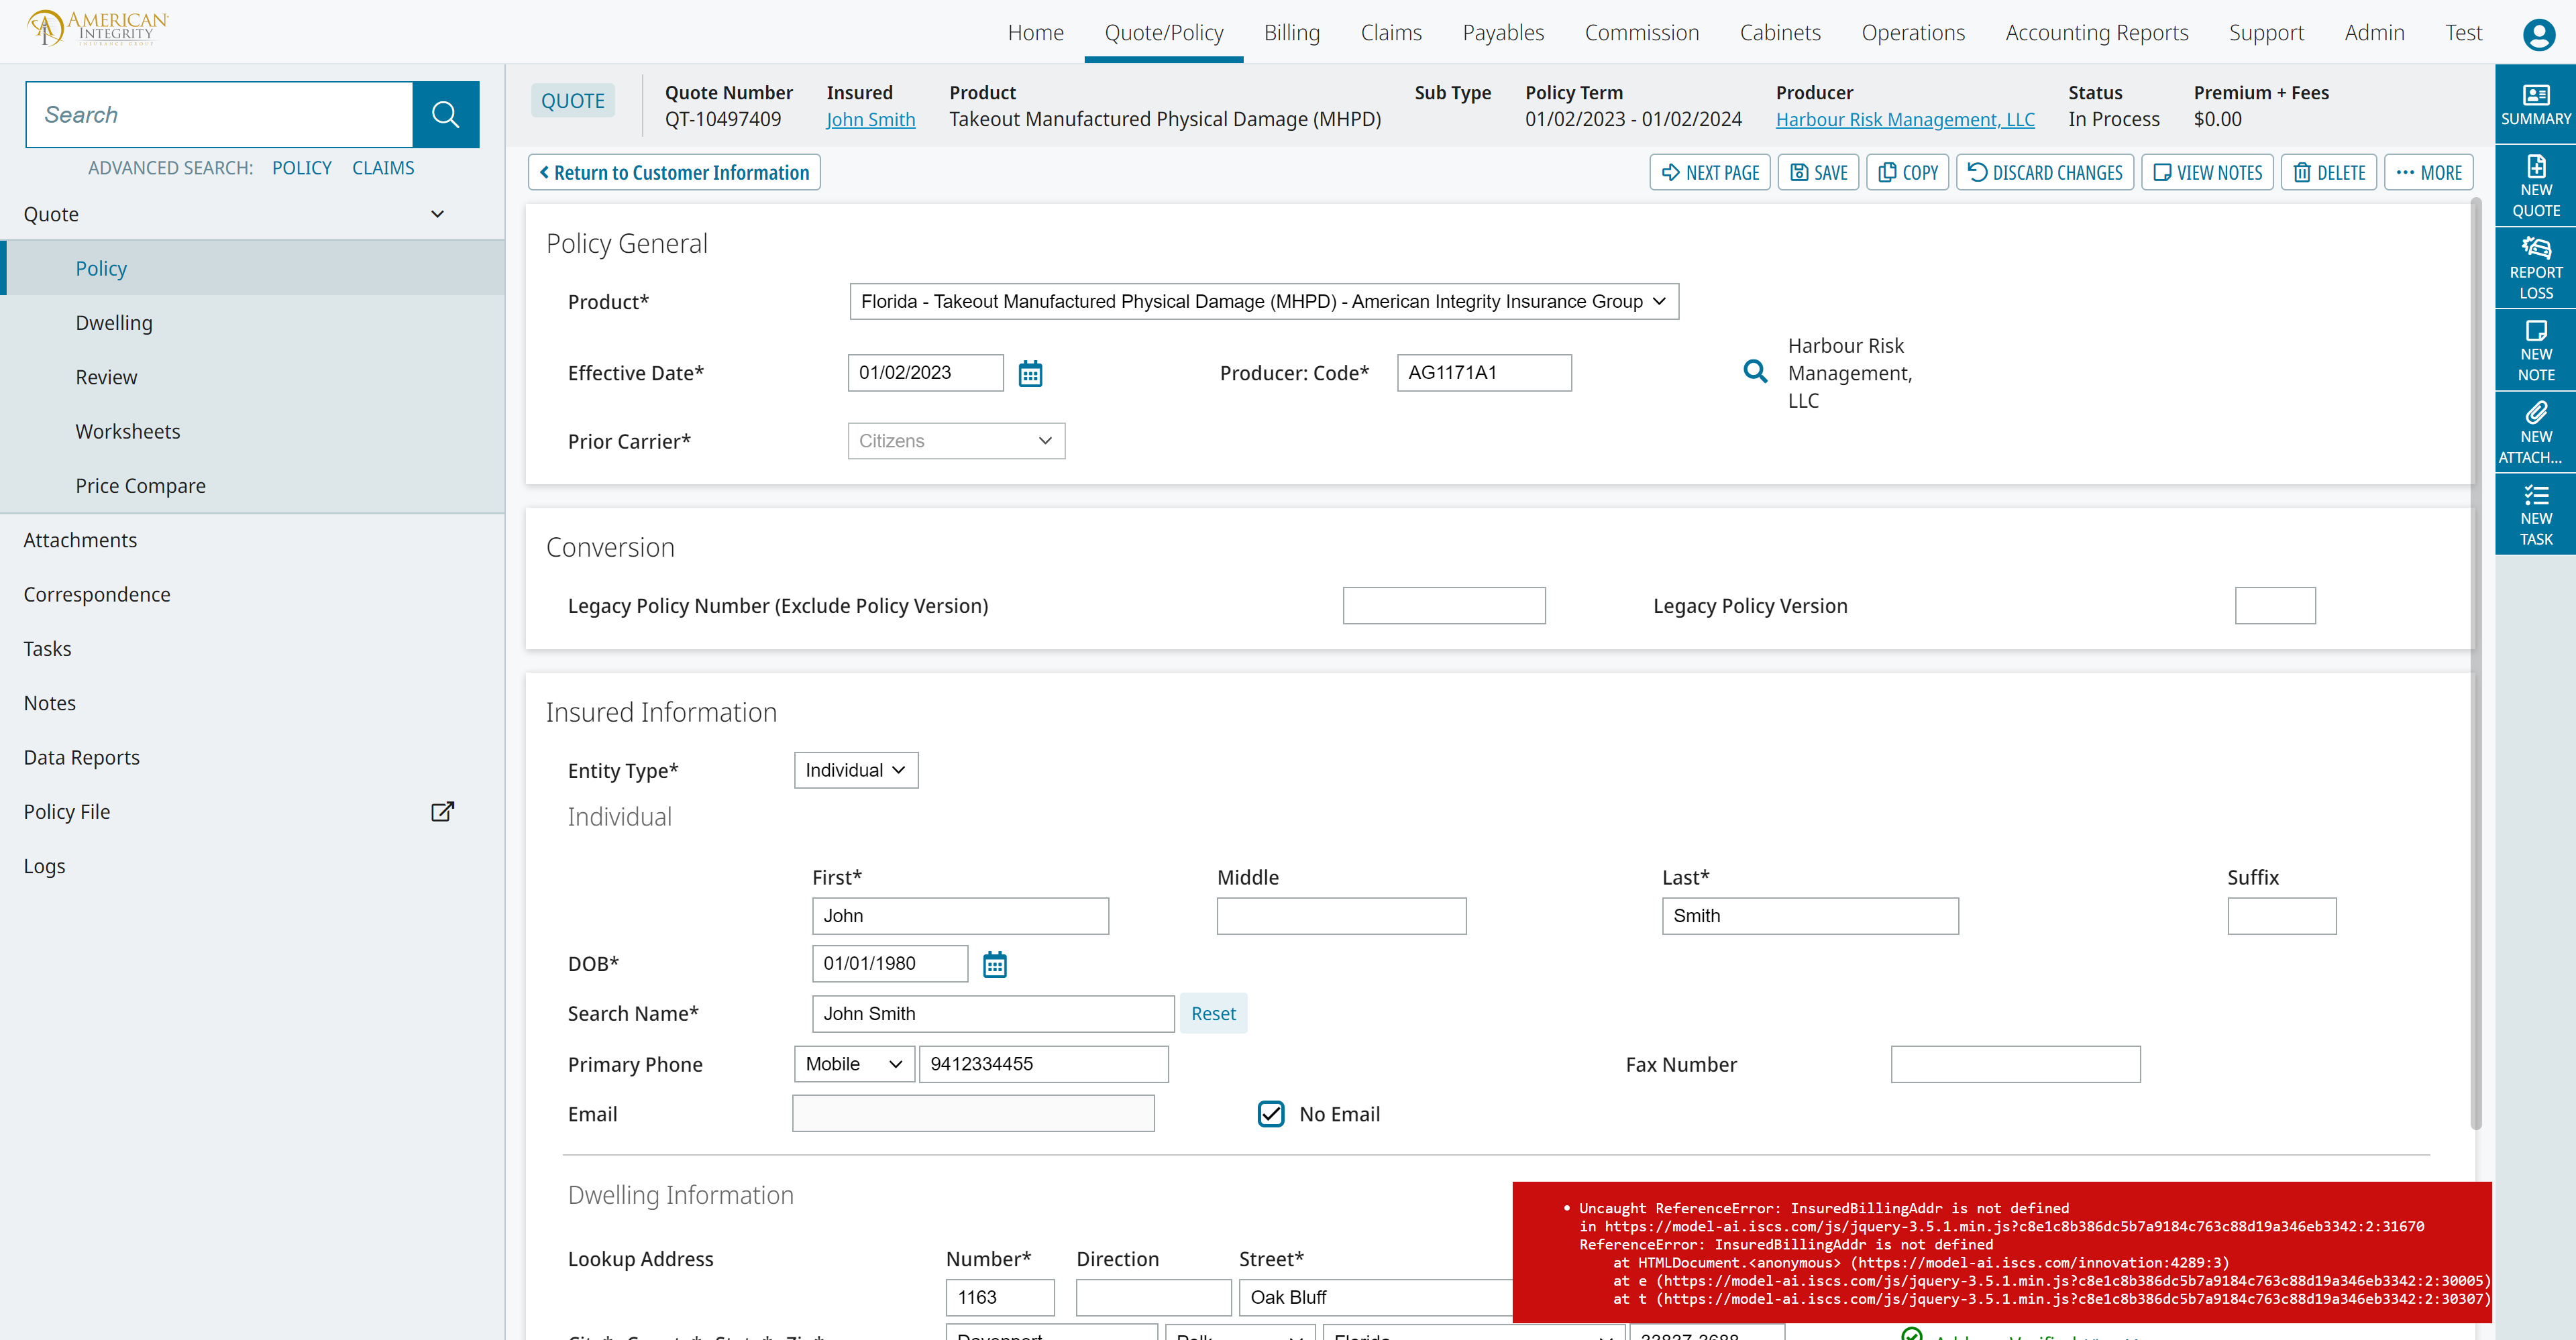 AMERICAN
INTEGRITY
INSURANCE GROUP
Home Quote/Policy Billing Claims Payables Commission Cabinets Operations Accounting Reports Support Admin Test
Search
ADVANCED SEARCH: POLICY CLAIMS
Quote
Policy
Dwelling
Review
Worksheets
Price Compare
Attachments
Correspondence
Tasks
Notes
Data Reports
Policy File
Logs
QUOTE
Quote Number Insured Product Sub Type Policy Term Producer Status Premium + Fees
QT-10497409 John Smith Takeout Manufactured Physical Damage (MHPD) 01/02/2023 - 01/02/2024 Harbour Risk Management, LLC In Process $0.00
Return to Customer Information NEXT PAGE SAVE COPY DISCARD CHANGES VIEW NOTES DELETE MORE
Policy General
Product* Florida - Takeout Manufactured Physical Damage (MHPD) - American Integrity Insurance Group
Effective Date* 01/02/2023 Producer: Code* AG1171A1
Harbour Risk
Management,
LLC
Prior Carrier* Citizens
Conversion
Legacy Policy Number (Exclude Policy Version) Legacy Policy Version
Insured Information
Entity Type* Individual
Individual
First* Middle Last* Suffix
John Smith
DOB* 01/01/1980
Search Name* John Smith Reset
Primary Phone Mobile 9412334455 Fax Number
Email No Email
Dwelling Information
Lookup Address Number* Direction Street*
1163 Oak Bluff
• Uncaught ReferenceError: InsuredBillingAddr is not defined
in https://model-ai.iscs.com/js/jquery-3.5.1.min.js?c8e1c8b386dc5b7a9184c763c88d19a346eb3342:2:31670
ReferenceError: InsuredBillingAddr is not defined
at HTMLDocument.<anonymous> (https://model-ai.iscs.com/innovation:4289:3)
at e (https://model-ai.iscs.com/js/jquery-3.5.1.min.js?c8e1c8b386dc5b7a9184c763c88d19a346eb3342:2:30005)
at t (https://model-ai.iscs.com/js/jquery-3.5.1.min.js?c8e1c8b386dc5b7a9184c763c88d19a346eb3342:2:30307)
SUMMARY
NEW
QUOTE
REPORT
LOSS
NEW
NOTE
NEW
ATTACH...
NEW
TASK